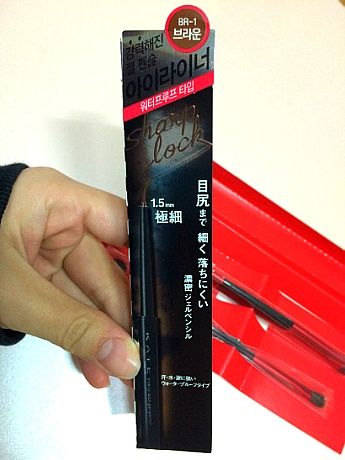 BR-1
브라운
강력해진
젤 펜슬
아이라이너
워터프루프 타입
sharp
lock
1.5mm
極細
目尻まで 細く 落ちにくい
濃密 ジェルペンシル
KATE
汗・水・涙に強い
ウォータープルーフタイプ